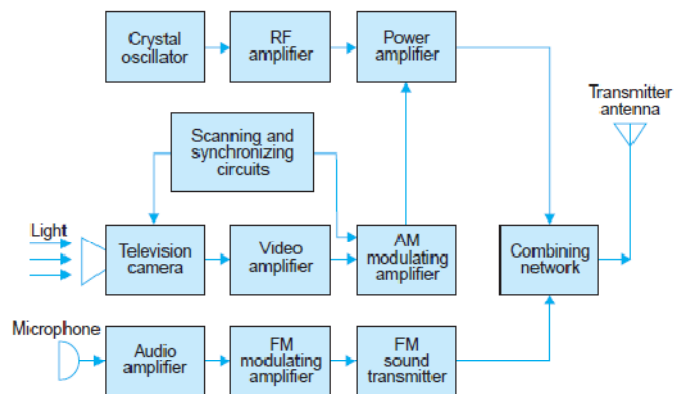 Crystal
oscillator
RF
amplifier
Power
amplifier
Transmitter
antenna
Scanning and
synchronizing
circuits
Light
Television
camera
Video
amplifier
AM
modulating
amplifier
Combining
network
Microphone
Audio
amplifier
FM
modulating
amplifier
FM
sound
transmitter